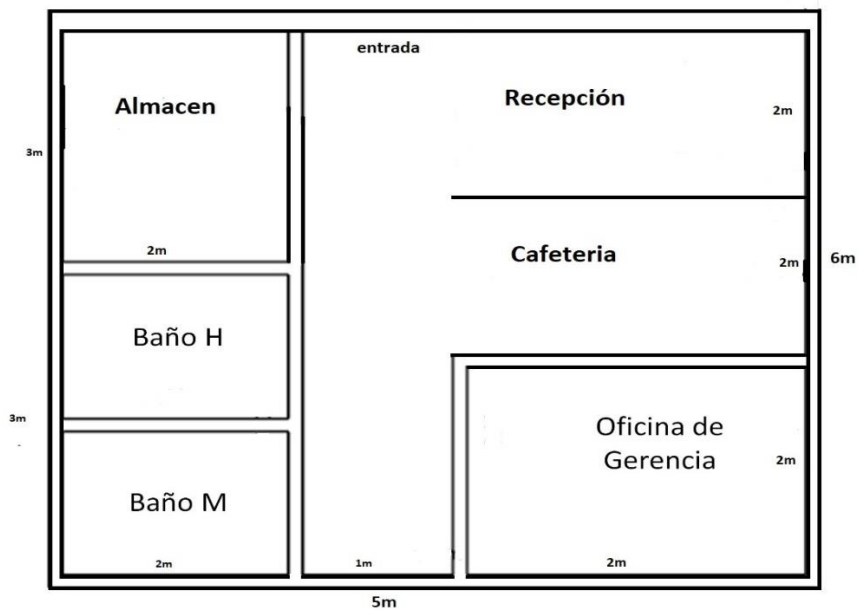 entrada
Almacen
Recepción
2m
3m
2m
Cafeteria
2m
6m
Baño H
3m
Oficina de
Gerencia
2m
Baño M
2m
1m
2m
5m